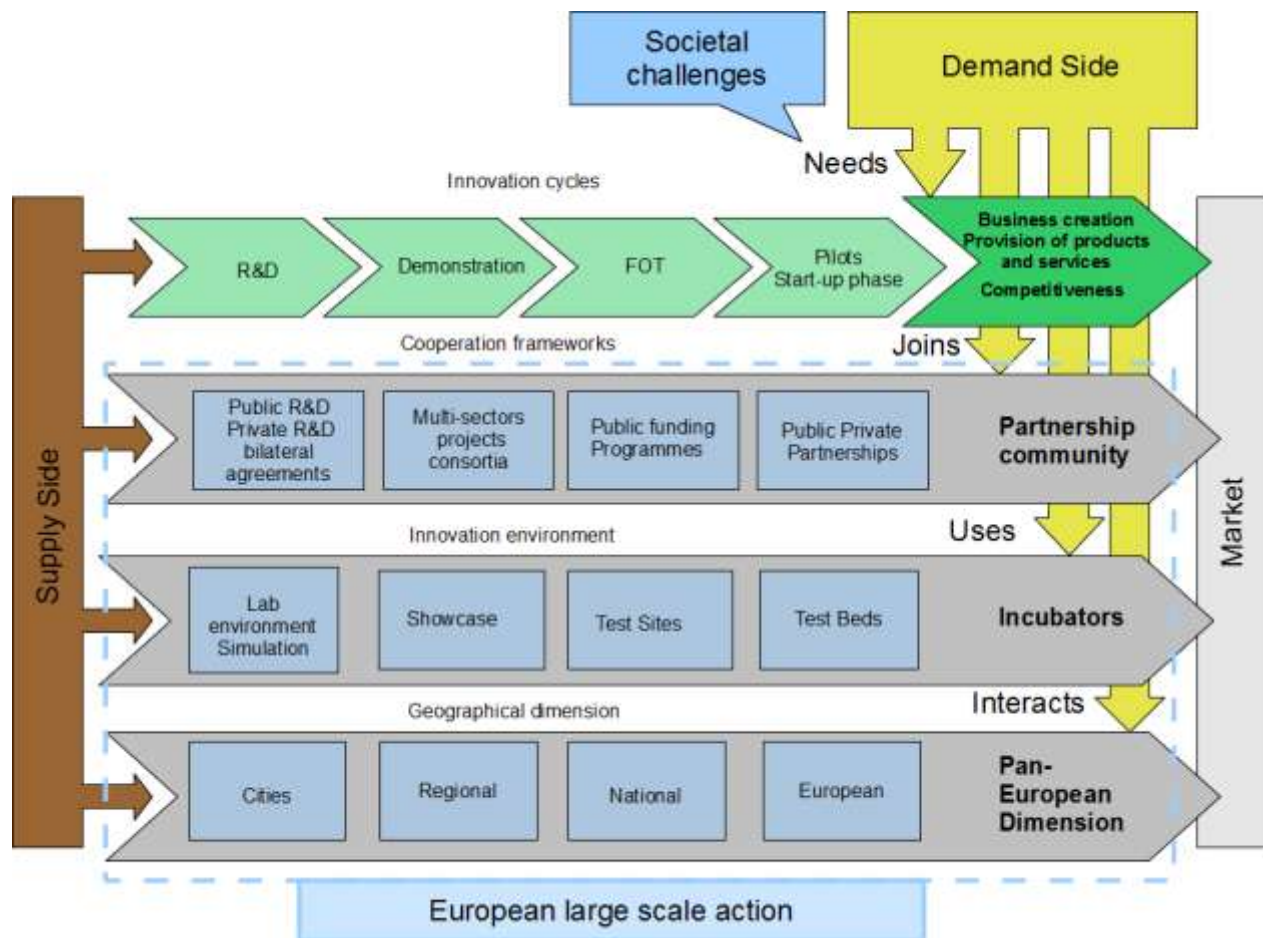 Societal
challenges
Demand Side
Needs
Innovation cycles
R&D
Demonstration
FOT
Pilots
Start-up phase
Business creation
Provision of products
and services
Competitiveness
Cooperation frameworks
Joins
Public R&D
Private R&D
bilateral
agreements
Multi-sectors
projects
consortia
Public funding
Programmes
Public Private
Partnerships
Partnership
community
Supply Side
Market
Innovation environment
Uses
Lab
environment
Simulation
Showcase
Test Sites
Test Beds
Incubators
Geographical dimension
Interacts
Cities
Regional
National
European
Pan-
European
Dimension
European large scale action